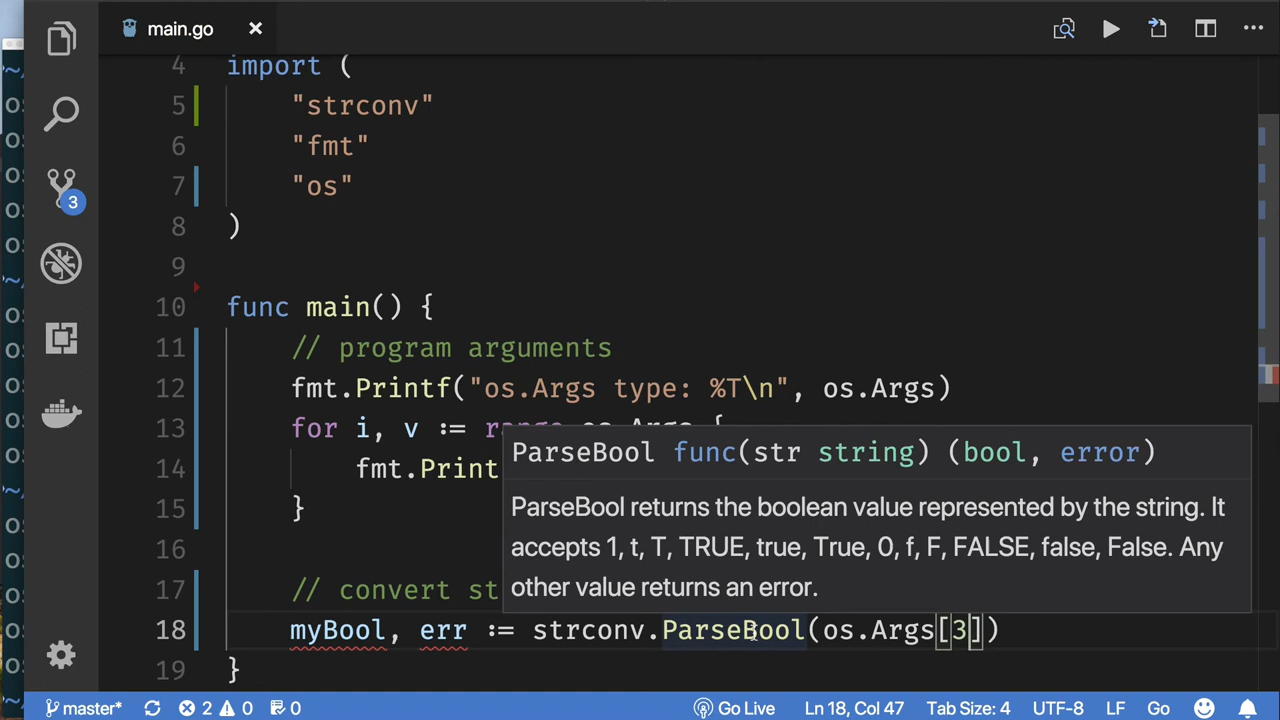 main.go
4 import (
5 "strconv"
6 "fmt"
7 "os"
8 )
9
10 func main() {
11 // program arguments
12 fmt.Printf("os.Args type: %T\n", os.Args)
13 for i, v := range os.Args {
14 fmt.Print
15 }
16
17 // convert st
18 myBool, err := strconv.ParseBool(os.Args[3])
19 }
ParseBool func(str string) (bool, error)
ParseBool returns the boolean value represented by the string. It
accepts 1, t, T, TRUE, true, True, 0, f, F, FALSE, false, False. Any
other value returns an error.
3
master* 2 0 0 Go Live Ln 18, Col 47 Tab Size: 4 UTF-8 LF Go